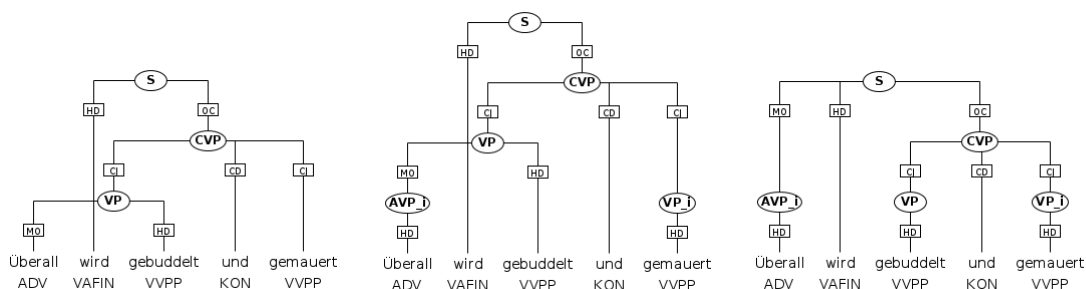 S
HD OC
CVP
CJ CD CJ
VP
MO HD
Überall wird gebuddelt und gemauert
ADV VAFIN VVPP KON VVPP
S
HD OC
CVP
CJ CD CJ
VP
MO HD
AVP_i VP_i
HD HD
Überall wird gebuddelt und gemauert
ADV VAFIN VVPP KON VVPP
S
MO HD OC
CVP
CJ CD CJ
AVP_i VP VP_i
HD HD HD
Überall wird gebuddelt und gemauert
ADV VAFIN VVPP KON VVPP